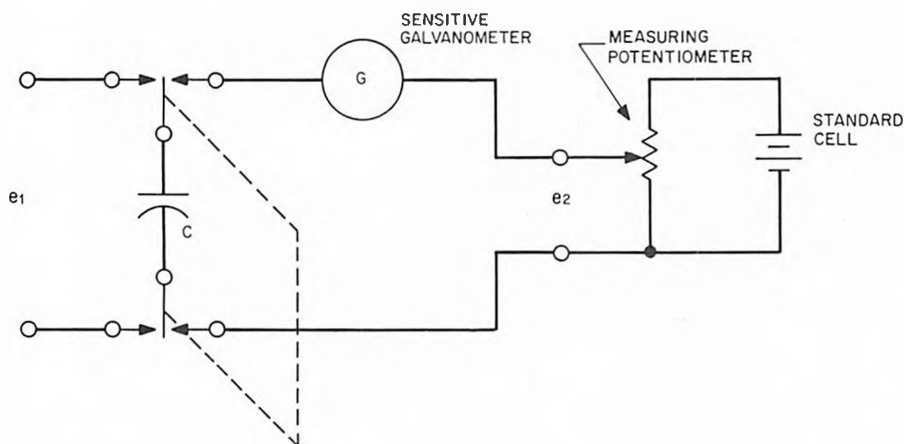 SENSITIVE
GALVANOMETER
G
MEASURING
POTENTIOMETER
STANDARD
CELL
e1
C
e2